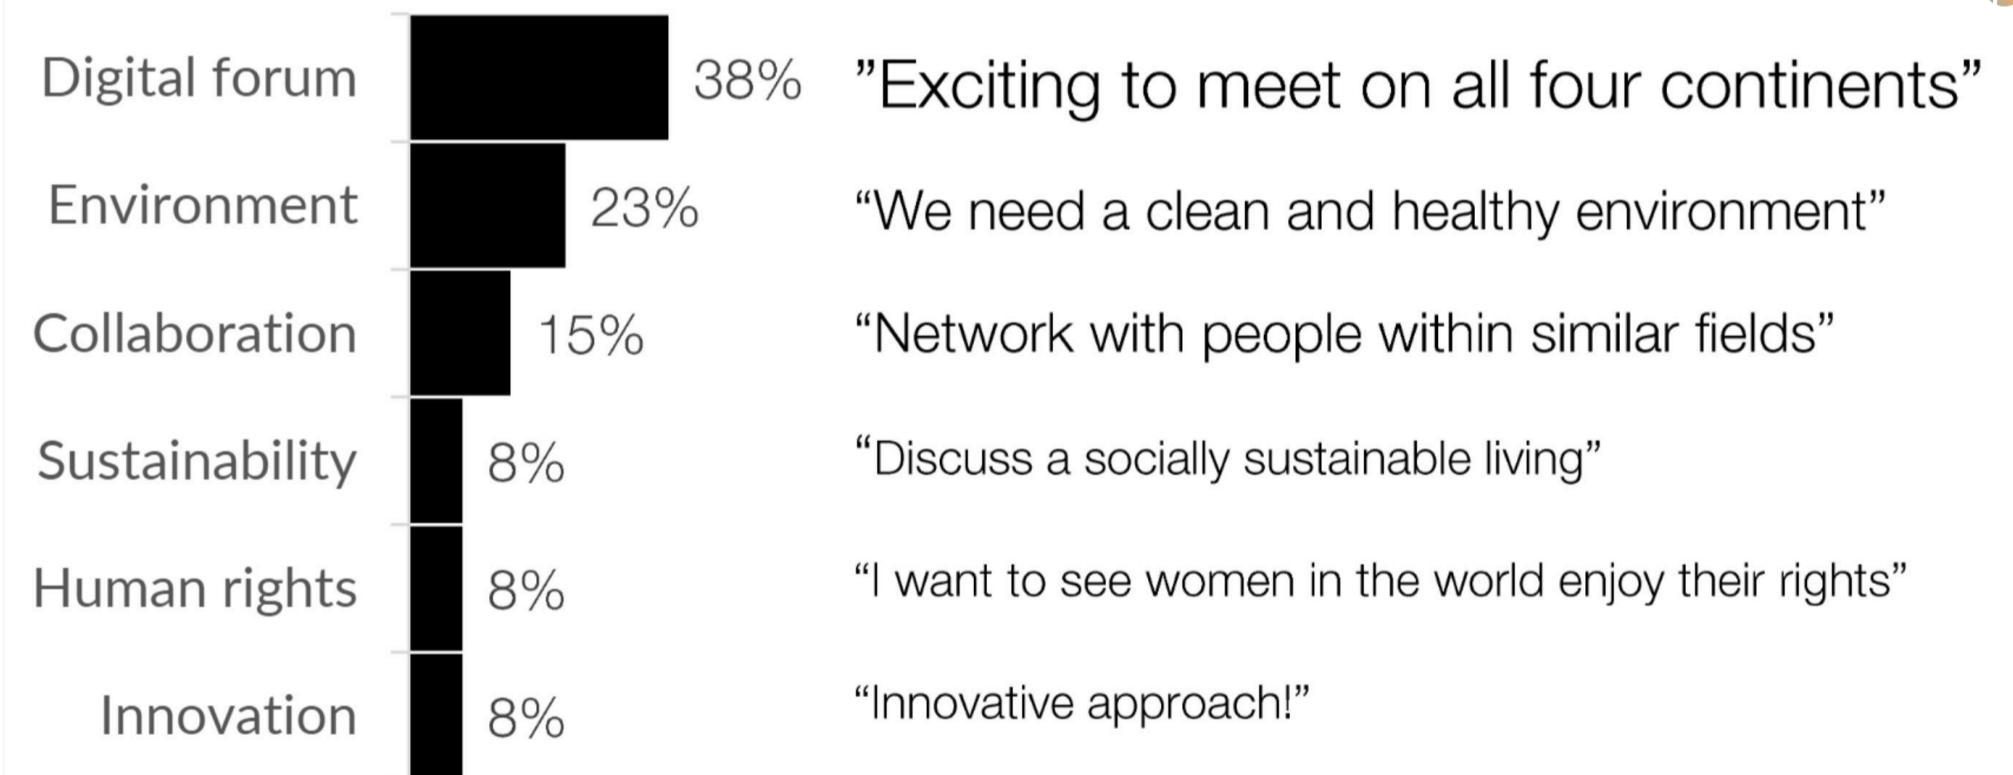 Digital forum 38% ”Exciting to meet on all four continents”
Environment 23% “We need a clean and healthy environment”
Collaboration 15% “Network with people within similar fields”
Sustainability 8% “Discuss a socially sustainable living”
Human rights 8% “I want to see women in the world enjoy their rights”
Innovation 8% “Innovative approach!”